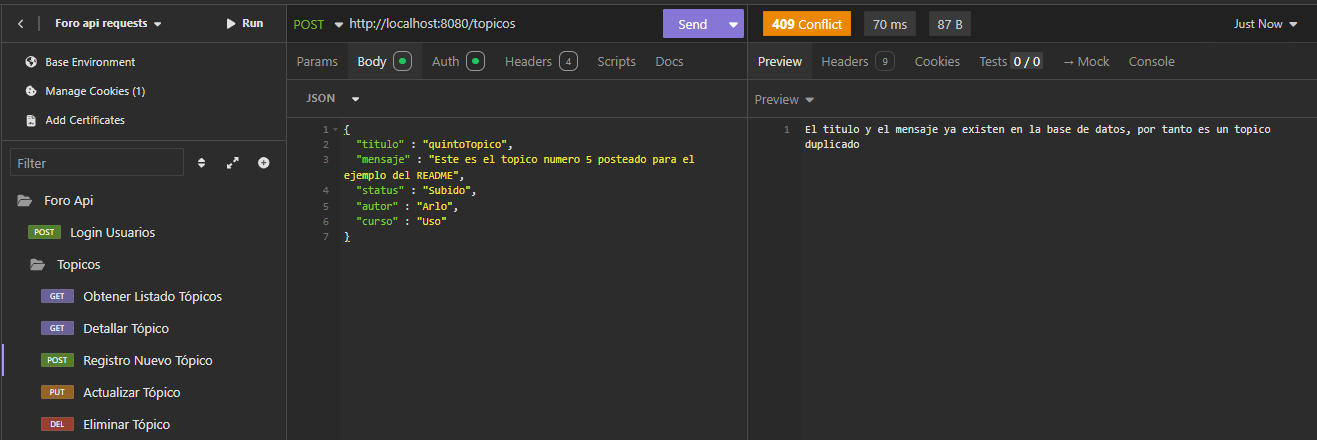 Foro api requests
Run
Base Environment
Manage Cookies (1)
Add Certificates
Filter
Foro Api
POST Login Usuarios
Topicos
GET Obtener Listado Tópicos
GET Detallar Tópico
POST Registro Nuevo Tópico
PUT Actualizar Tópico
DEL Eliminar Tópico
POST http://localhost:8080/topicos Send
Params Body Auth Headers 4 Scripts Docs
JSON
1 {
2 "titulo" : "quintoTopico",
3 "mensaje" : "Este es el topico numero 5 posteado para el
ejemplo del README",
4 "status" : "Subido",
5 "autor" : "Arlo",
6 "curso" : "Uso"
7 }
409 Conflict 70 ms 87 B Just Now
Preview Headers 9 Cookies Tests 0 / 0 → Mock Console
Preview
1 El titulo y el mensaje ya existen en la base de datos, por tanto es un topico
duplicado